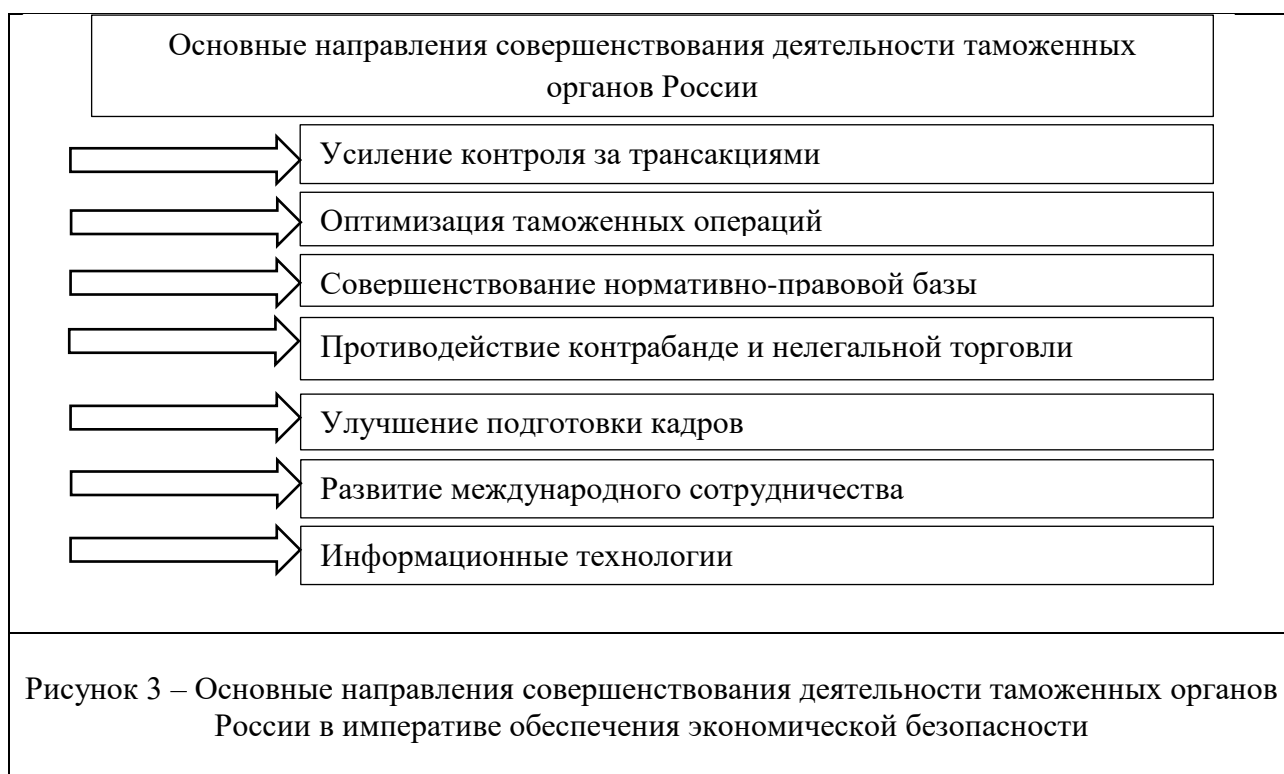 Основные направления совершенствования деятельности таможенных
органов России
Усиление контроля за трансакциями
Оптимизация таможенных операций
Совершенствование нормативно-правовой базы
Противодействие контрабанде и нелегальной торговли
Улучшение подготовки кадров
Развитие международного сотрудничества
Информационные технологии
Рисунок 3 – Основные направления совершенствования деятельности таможенных органов
России в императиве обеспечения экономической безопасности